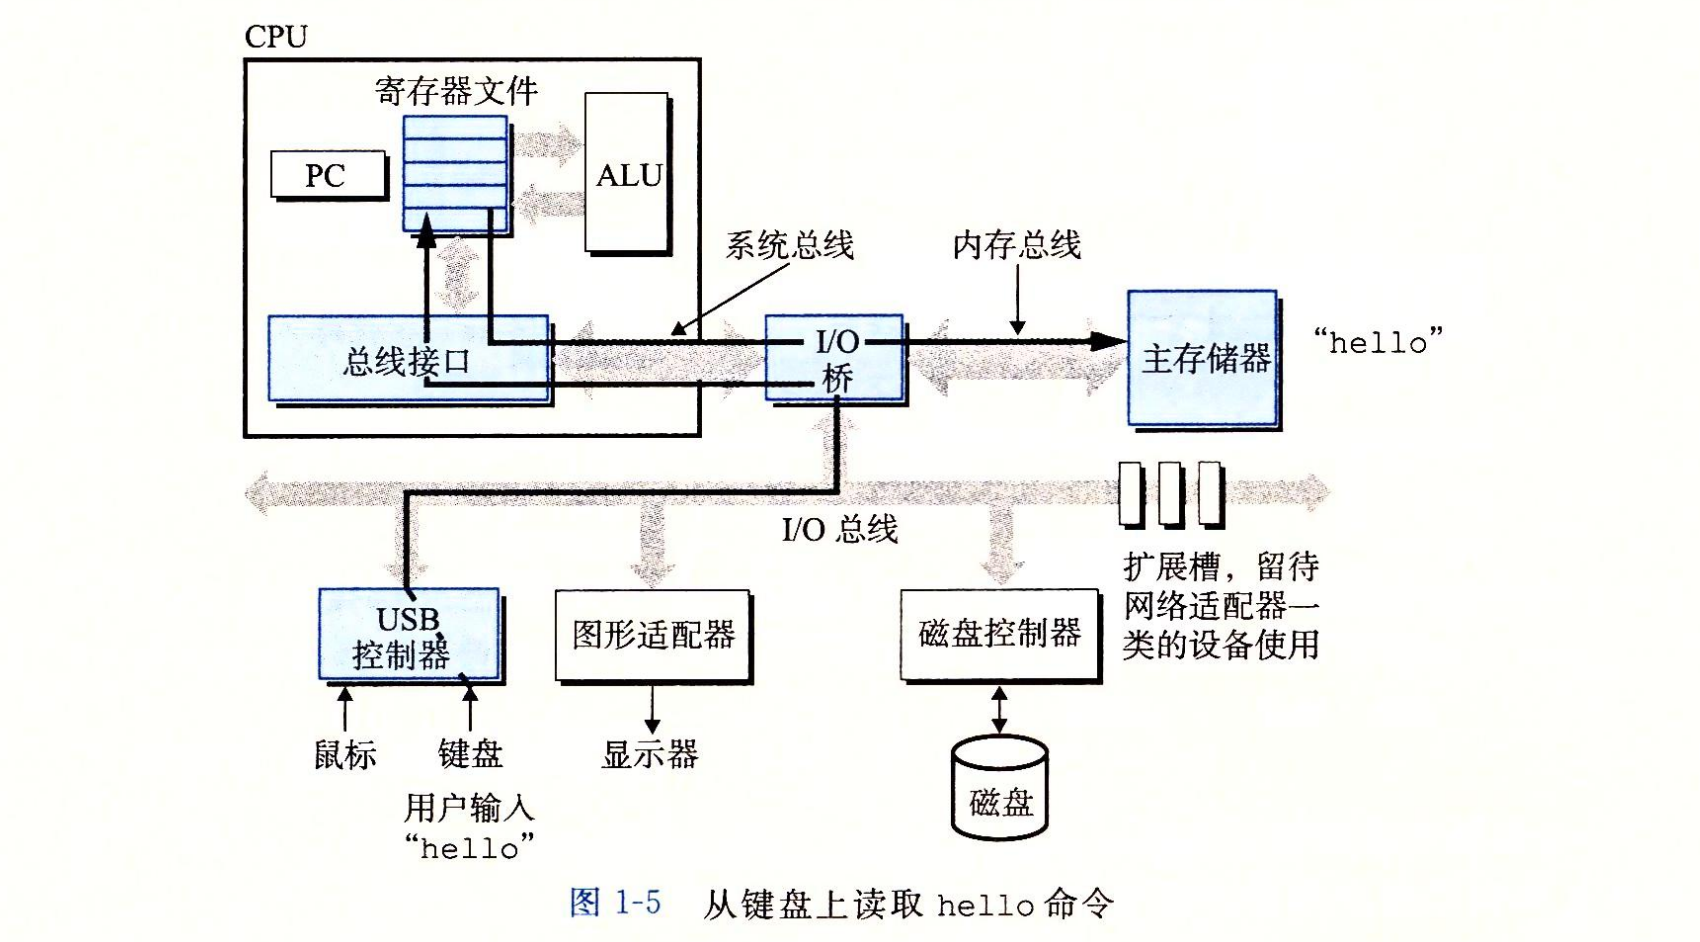 CPU
寄存器文件
PC
ALU
系统总线
内存总线
总线接口
I/O
桥
主存储器
“hello”
I/O 总线
扩展槽，留待
网络适配器一
类的设备使用
USB
控制器
图形适配器
磁盘控制器
鼠标
键盘
显示器
磁盘
用户输入
“hello”
图 1-5 从键盘上读取 hello 命令